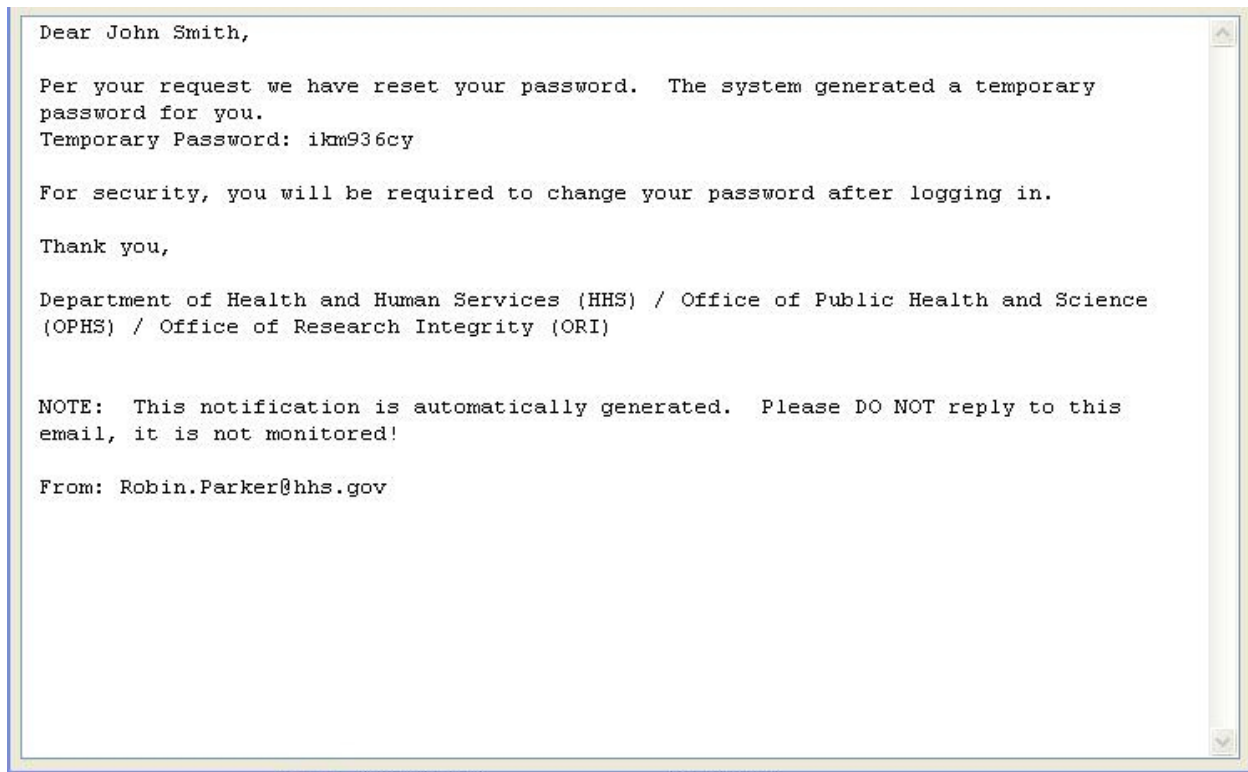 Dear John Smith,
Per your request we have reset your password.  The system generated a temporary
password for you.
Temporary Password: ikm936cy
For security, you will be required to change your password after logging in.
Thank you,
Department of Health and Human Services (HHS) / Office of Public Health and Science
(OPHS) / Office of Research Integrity (ORI)
NOTE:  This notification is automatically generated.  Please DO NOT reply to this
email, it is not monitored!
From: Robin.Parker@hhs.gov